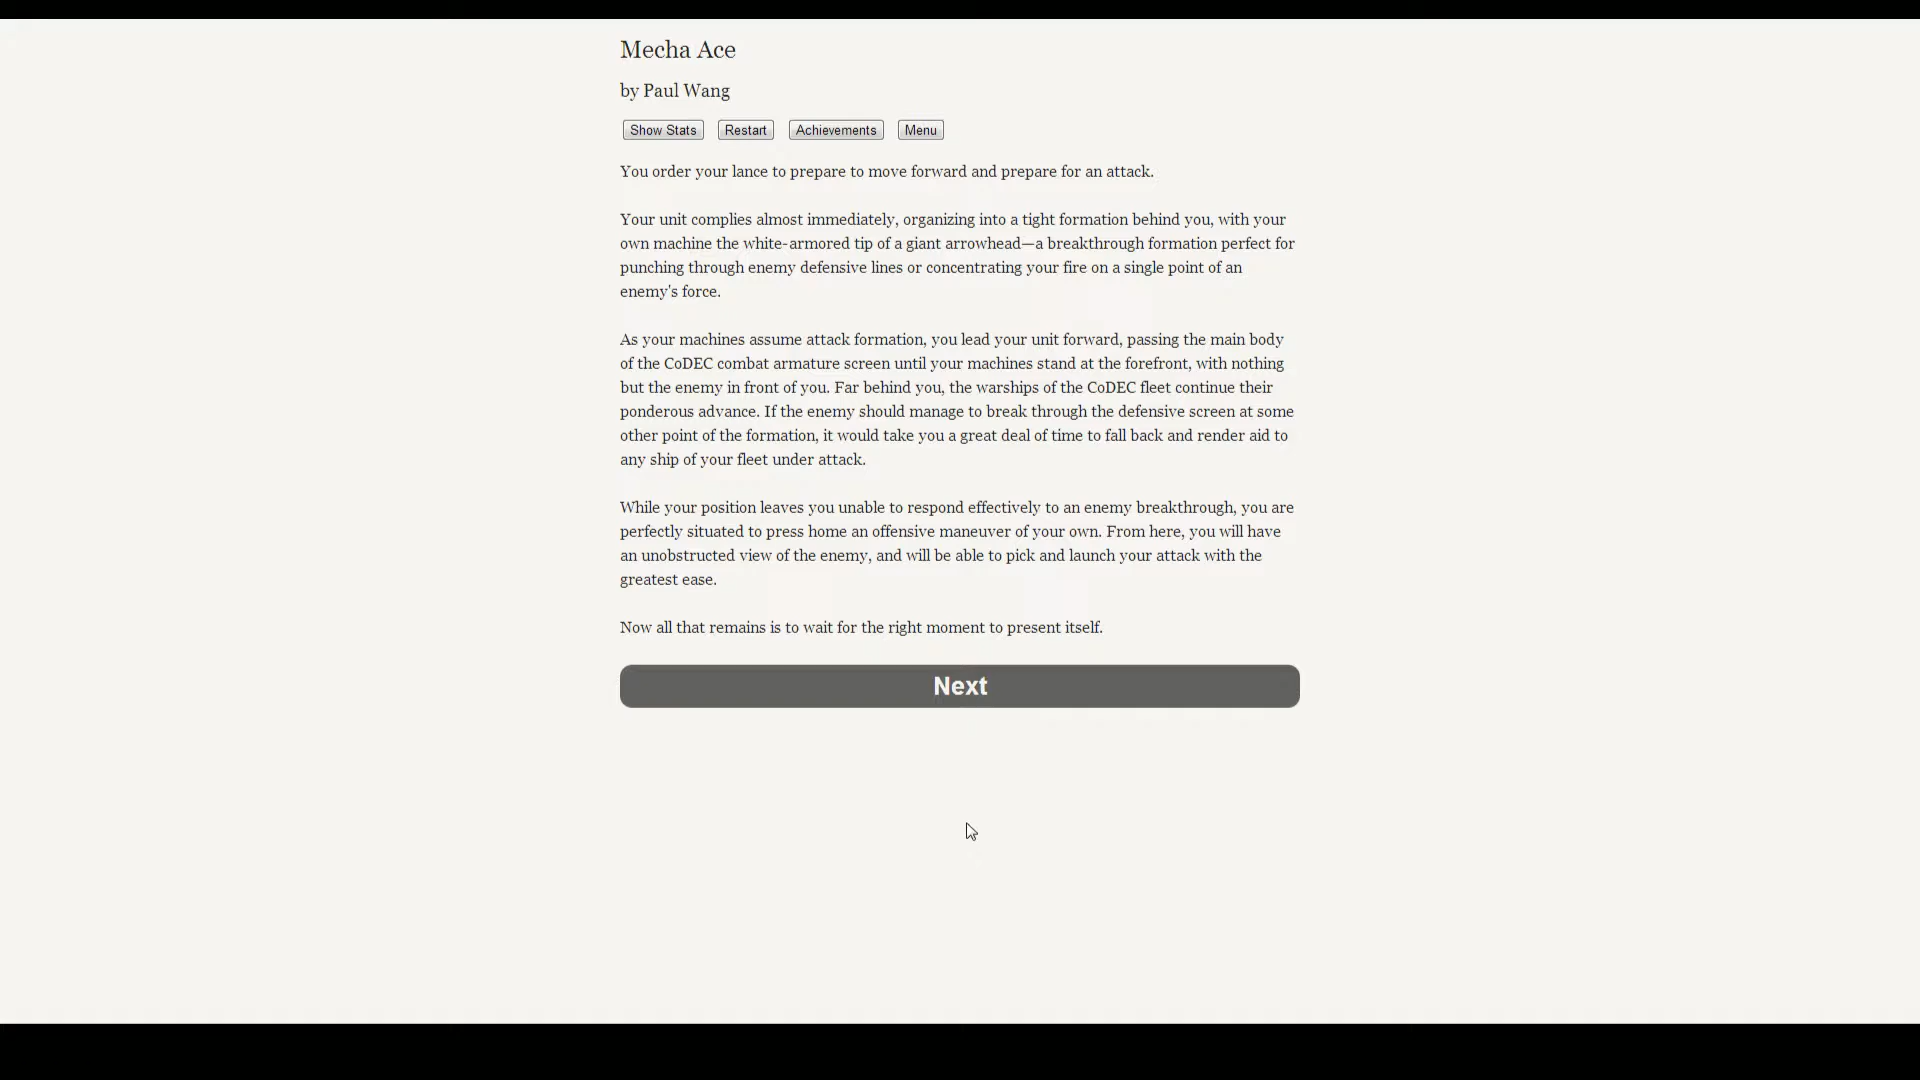 Mecha Ace
by Paul Wang
Show Stats Restart Achievements Menu
You order your lance to prepare to move forward and prepare for an attack.
Your unit complies almost immediately, organizing into a tight formation behind you, with your
own machine the white-armored tip of a giant arrowhead—a breakthrough formation perfect for
punching through enemy defensive lines or concentrating your fire on a single point of an
enemy's force.
As your machines assume attack formation, you lead your unit forward, passing the main body
of the CoDEC combat armature screen until your machines stand at the forefront, with nothing
but the enemy in front of you. Far behind you, the warships of the CoDEC fleet continue their
ponderous advance. If the enemy should manage to break through the defensive screen at some
other point of the formation, it would take you a great deal of time to fall back and render aid to
any ship of your fleet under attack.
While your position leaves you unable to respond effectively to an enemy breakthrough, you are
perfectly situated to press home an offensive maneuver of your own. From here, you will have
an unobstructed view of the enemy, and will be able to pick and launch your attack with the
greatest ease.
Now all that remains is to wait for the right moment to present itself.
Next